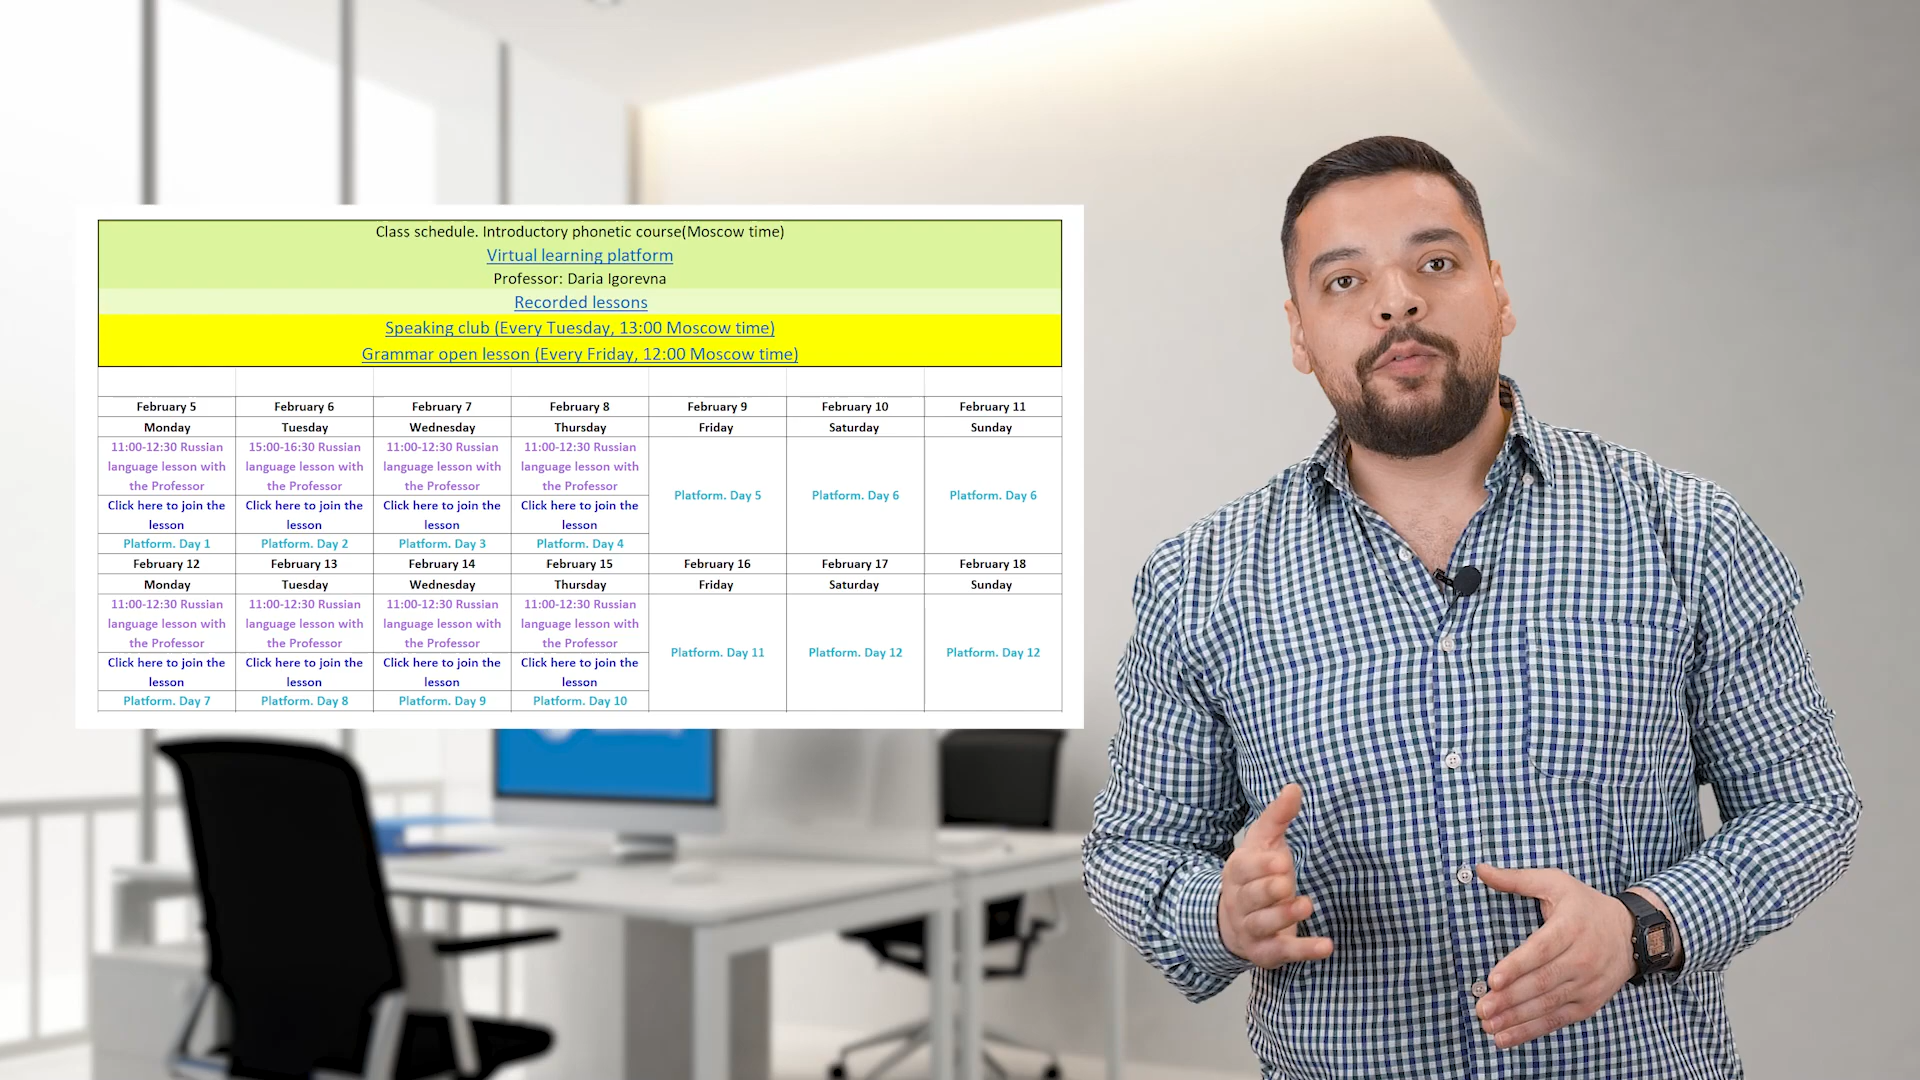 Class schedule. Introductory phonetic course(Moscow time)
Virtual learning platform
Professor: Daria Igorevna
Recorded lessons
Speaking club (Every Tuesday, 13:00 Moscow time)
Grammar open lesson (Every Friday, 12:00 Moscow time)
February 5 February 6 February 7 February 8 February 9 February 10 February 11
Monday Tuesday Wednesday Thursday Friday Saturday Sunday
11:00-12:30 Russian 15:00-16:30 Russian 11:00-12:30 Russian 11:00-12:30 Russian
language lesson with language lesson with language lesson with language lesson with
the Professor the Professor the Professor the Professor
Platform. Day 5 Platform. Day 6 Platform. Day 6
Click here to join the Click here to join the Click here to join the Click here to join the
lesson lesson lesson lesson
Platform. Day 1 Platform. Day 2 Platform. Day 3 Platform. Day 4
February 12 February 13 February 14 February 15 February 16 February 17 February 18
Monday Tuesday Wednesday Thursday Friday Saturday Sunday
11:00-12:30 Russian 11:00-12:30 Russian 11:00-12:30 Russian 11:00-12:30 Russian
language lesson with language lesson with language lesson with language lesson with
the Professor the Professor the Professor the Professor
Platform. Day 11 Platform. Day 12 Platform. Day 12
Click here to join the Click here to join the Click here to join the Click here to join the
lesson lesson lesson lesson
Platform. Day 7 Platform. Day 8 Platform. Day 9 Platform. Day 10